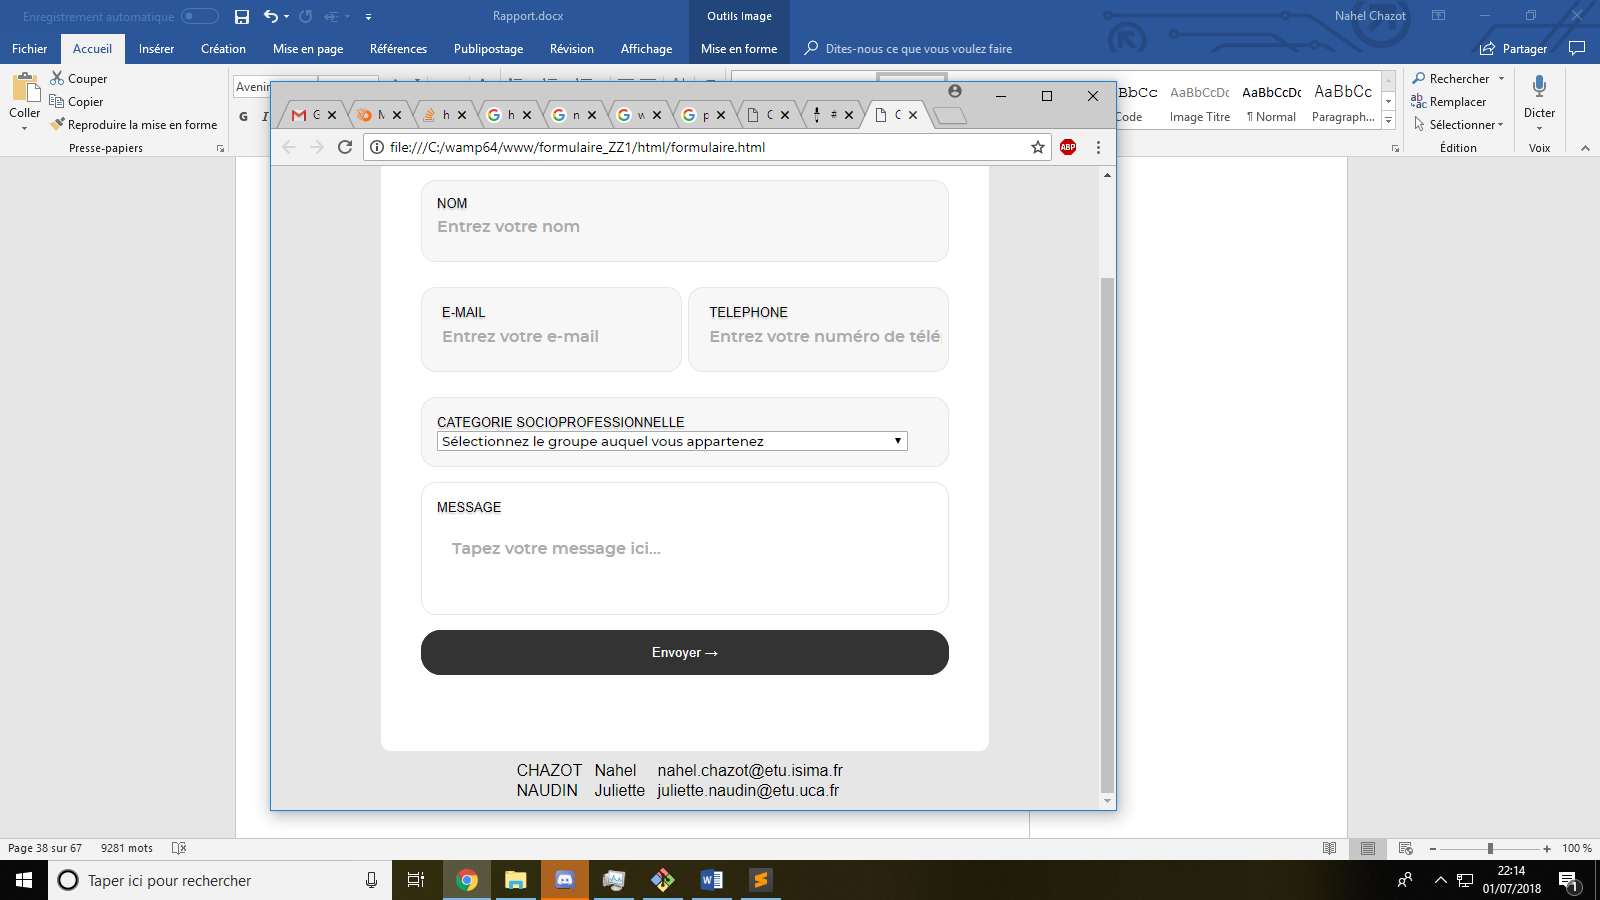 Enregistrement automatique
Rapport.docx
Outils Image
Nahel Chazot
Fichier Accueil Insérer Création Mise en page Références Publipostage Révision Affichage Mise en forme Dites-nous ce que vous voulez faire Partager
Coller
Couper
Copier
Reproduire la mise en forme
Presse-papiers
Avenir
G I
AaBbCcDc AaBbCcDc AaBbCc
Code Image Titre ¶ Normal Paragraph...
Rechercher
Remplacer
Sélectionner
Édition
Dicter
Voix
G M h h n v p C # C
file:///C:/wamp64/www/formulaire_ZZ1/html/formulaire.html
ABP
NOM
Entrez votre nom
E-MAIL
Entrez votre e-mail
TELEPHONE
Entrez votre numéro de télé
CATEGORIE SOCIOPROFESSIONNELLE
Sélectionnez le groupe auquel vous appartenez
MESSAGE
Tapez votre message ici...
Envoyer →
CHAZOT Nahel nahel.chazot@etu.isima.fr
NAUDIN Juliette juliette.naudin@etu.uca.fr
Page 38 sur 67 9281 mots
100 %
Taper ici pour rechercher
22:14
01/07/2018
1